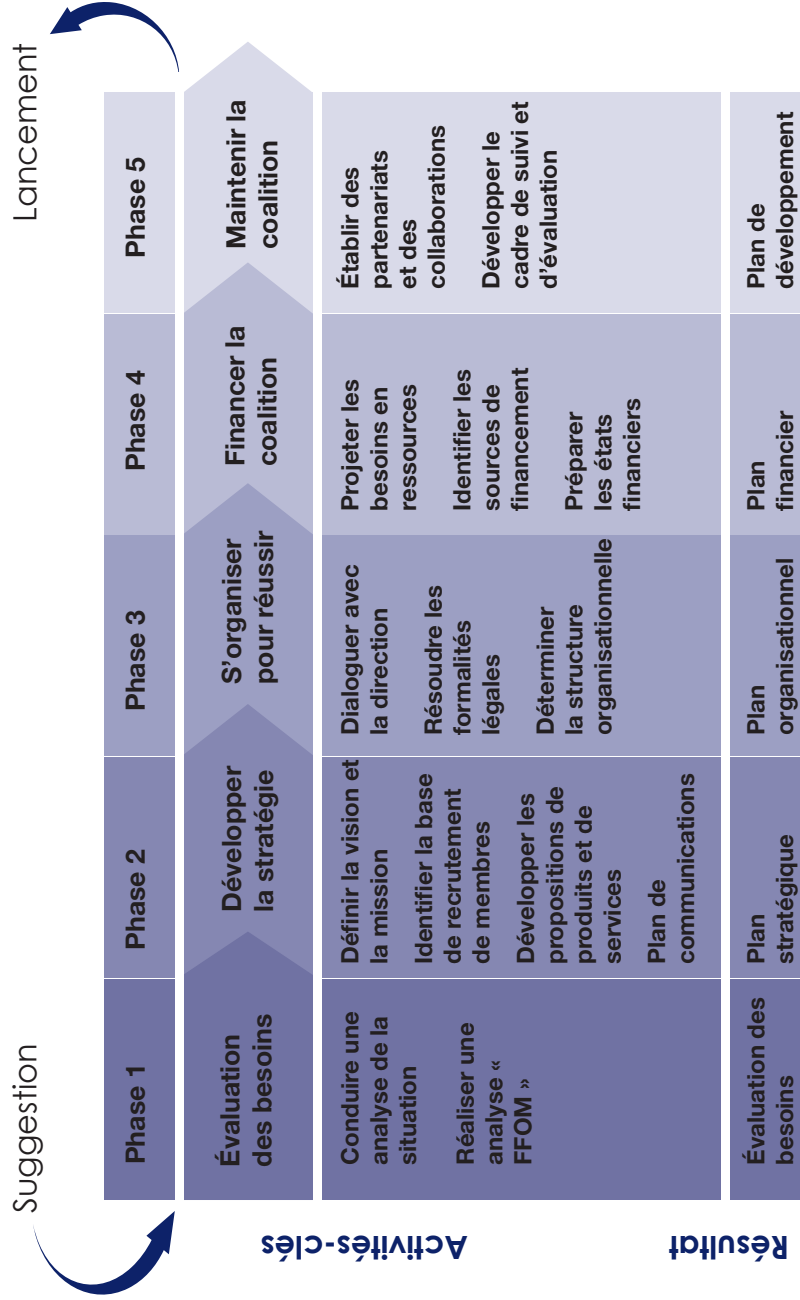 Suggestion
Lancement
Phase 1
Phase 2
Phase 3
Phase 4
Phase 5
Évaluation
des besoins
Développer
la stratégie
S’organiser
pour réussir
Financer la
coalition
Maintenir la
coalition
Activités-clés
Conduire une
analyse de la
situation
Réaliser une
analyse «
FFOM »
Définir la vision et
la mission
Identifier la base
de recrutement
de membres
Développer les
propositions de
produits et de
services
Plan de
communications
Dialoguer avec
la direction
Résoudre les
formalités
légales
Déterminer
la structure
organisationnelle
Projeter les
besoins en
ressources
Identifier les
sources de
financement
Préparer
les états
financiers
Établir des
partenariats
et des
collaborations
Développer le
cadre de suivi et
d’évaluation
Résultat
Évaluation des
besoins
Plan
stratégique
Plan
organisationnel
Plan
financier
Plan de
développement